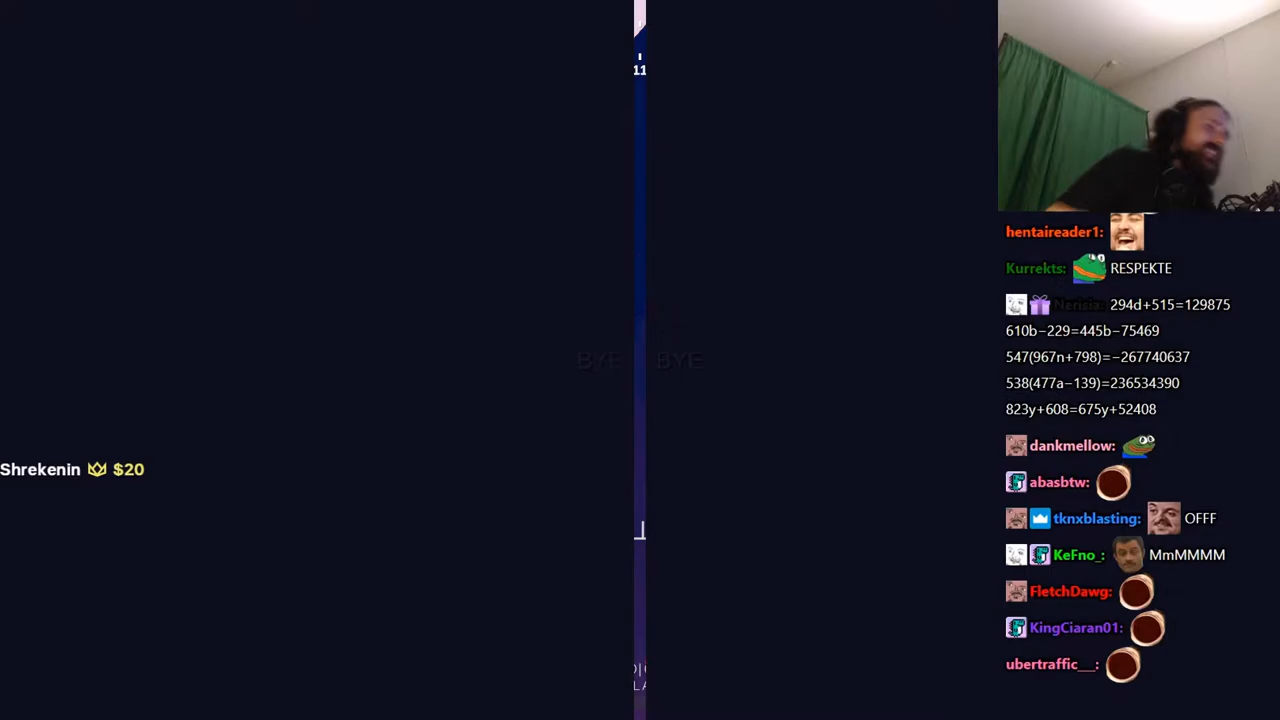 11
BYE BYE
Shrekenin $20
hentaireader1:
Kurrekts: RESPEKTE
Nerisia: 294d+515=129875
610b−229=445b−75469
547(967n+798)=−267740637
538(477a−139)=236534390
823y+608=675y+52408
dankmellow:
abasbtw:
tknxblasting: OFFF
KeFno_: MmMMMM
FletchDawg:
KingCiaran01:
ubertraffic__: